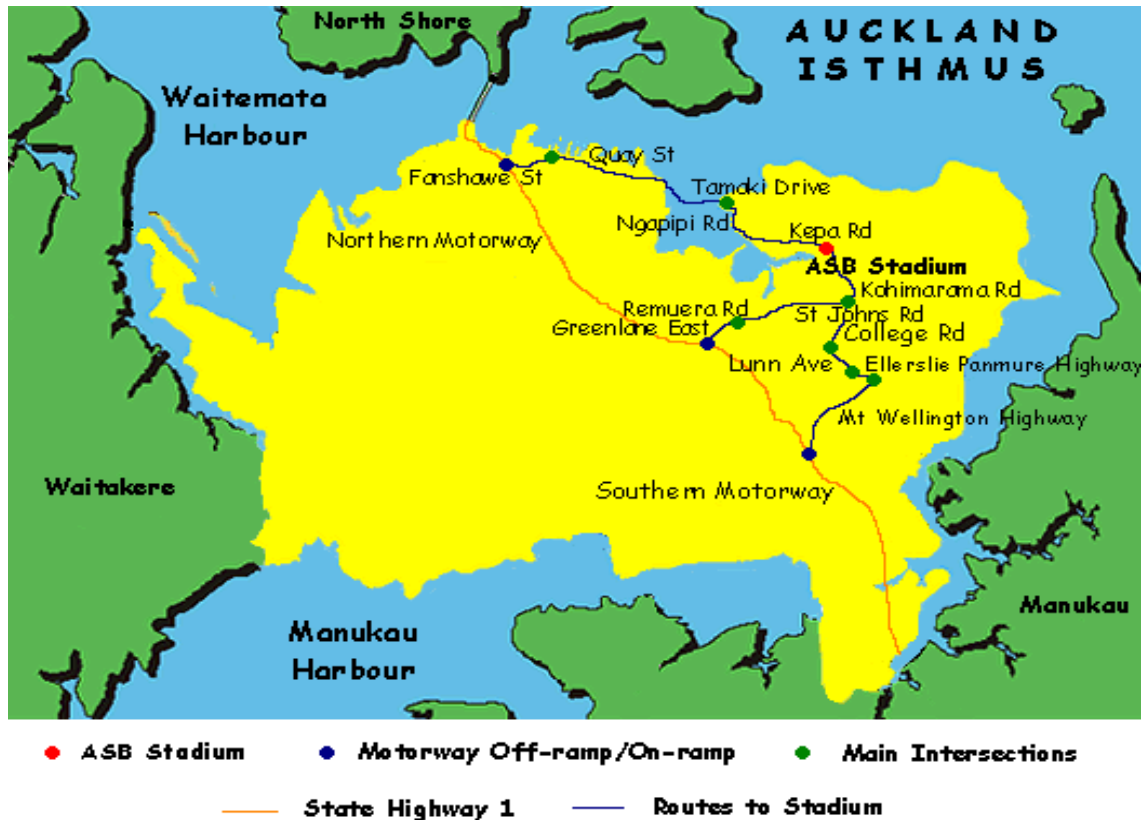 North Shore
AUCKLAND
ISTHMUS
Waitemata
Harbour
Quay St
Fanshawe St
Tamaki Drive
Ngapipi Rd
Kepa Rd
Northern Motorway
ASB Stadium
Kohimarama Rd
Remuera Rd
St Johns Rd
Greenlane East
College Rd
Lunn Ave
Ellerslie Panmure Highway
Mt Wellington Highway
Waitakere
Southern Motorway
Manukau
Manukau
Harbour
ASB Stadium
Motorway Off-ramp/On-ramp
Main Intersections
State Highway 1
Routes to Stadium